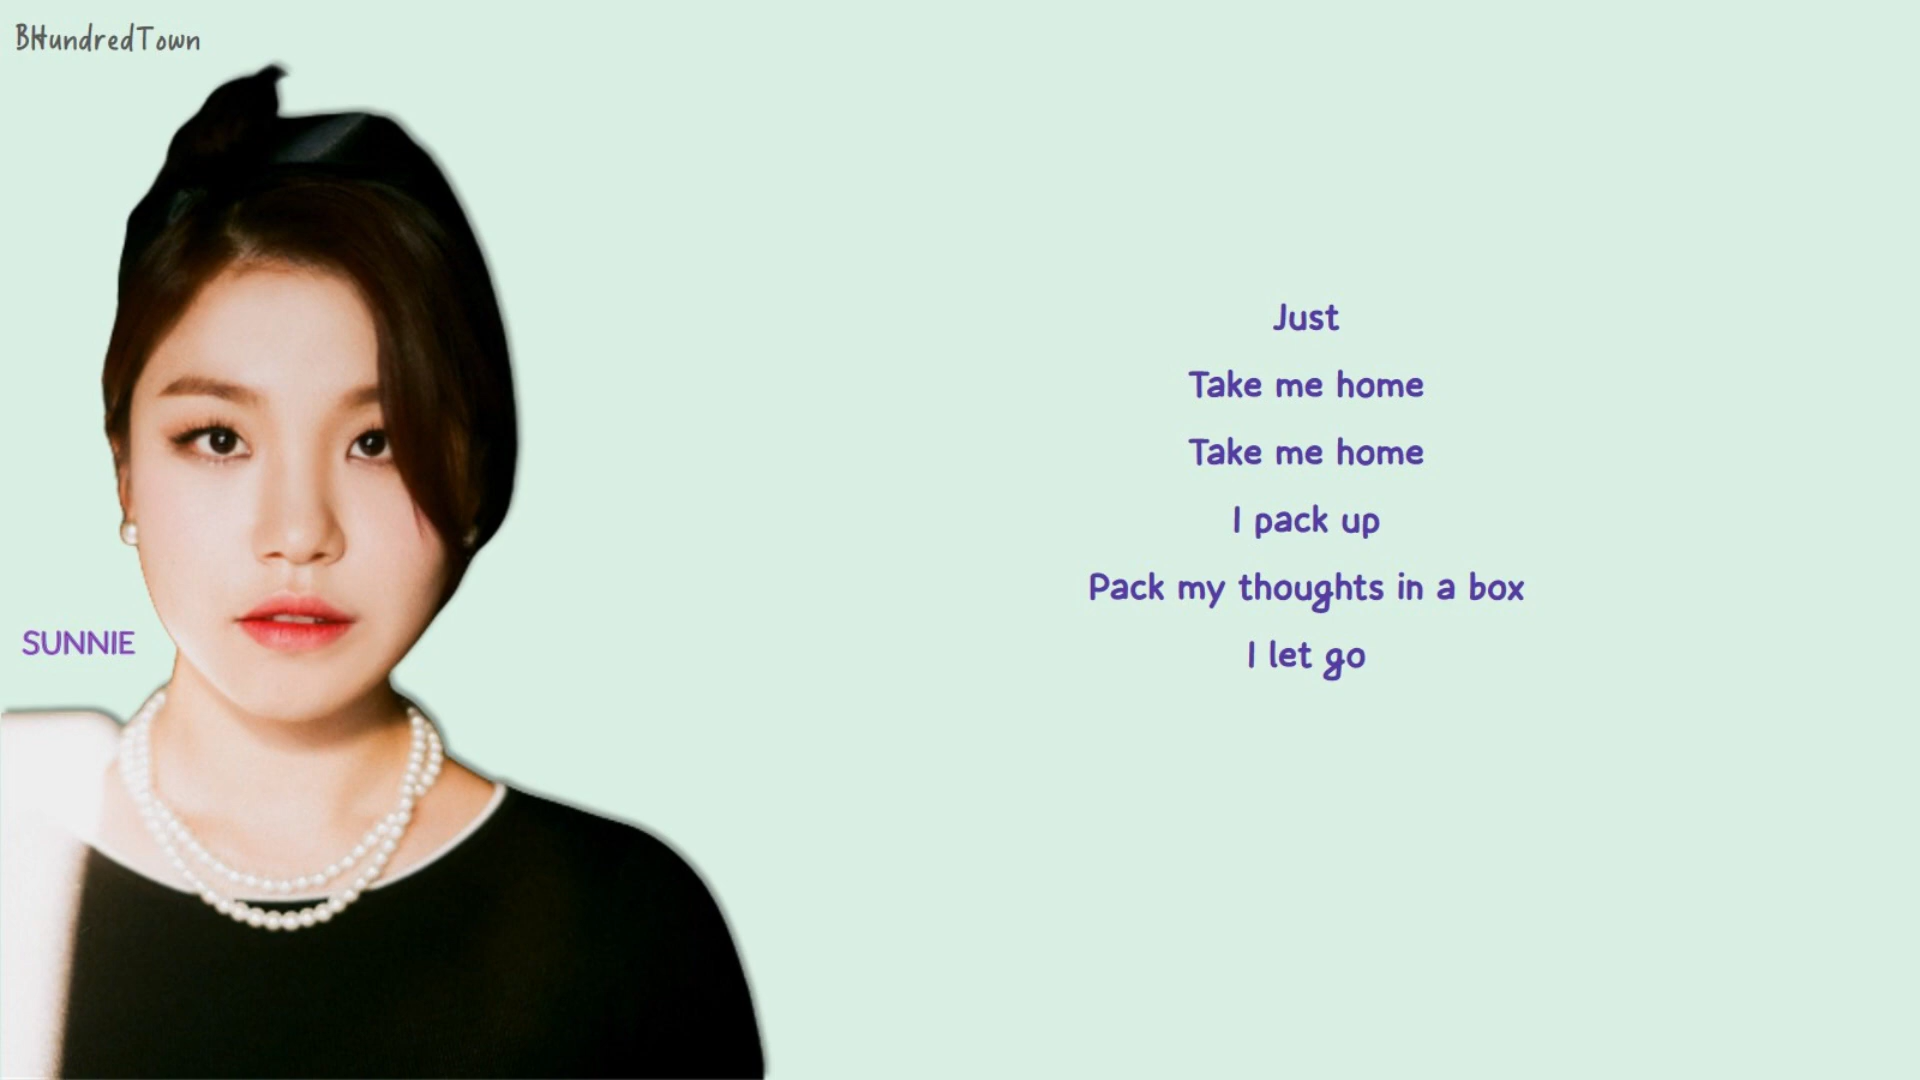 BHundredTown
SUNNIE
Just
Take me home
Take me home
I pack up
Pack my thoughts in a box
I let go